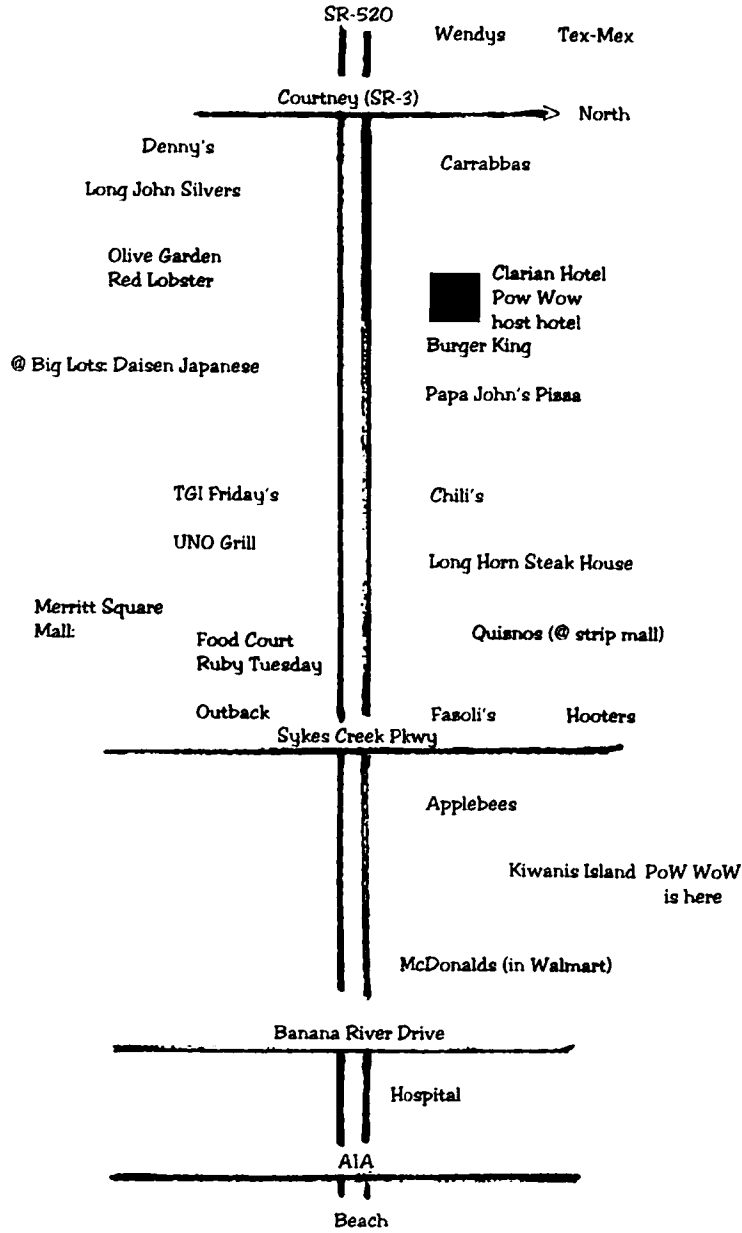 SR-520
Wendys Tex-Mex
Courtney (SR-3)
North
Denny's
Carrabbas
Long John Silvers
Olive Garden
Red Lobster
Clarian Hotel
Pow Wow
host hotel
Burger King
@ Big Lots: Daisen Japanese
Papa John's Pizza
TGI Friday's
Chili's
UNO Grill
Long Horn Steak House
Merritt Square
Mall:
Food Court
Ruby Tuesday
Quiznos (@ strip mall)
Outback
Fazoli's Hooters
Sykes Creek Pkwy
Applebees
Kiwanis Island PoW WoW
is here
McDonalds (in Walmart)
Banana River Drive
Hospital
A1A
Beach